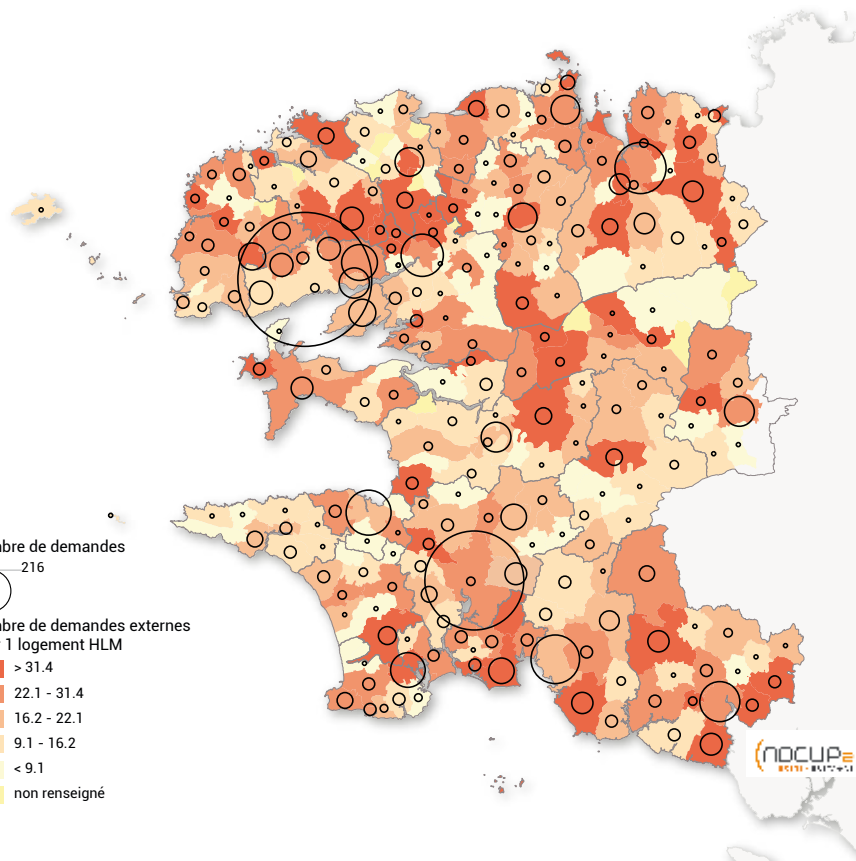 bre de demandes
216
bre de demandes externes
1 logement HLM
> 31.4
22.1 - 31.4
16.2 - 22.1
9.1 - 16.2
< 9.1
non renseigné